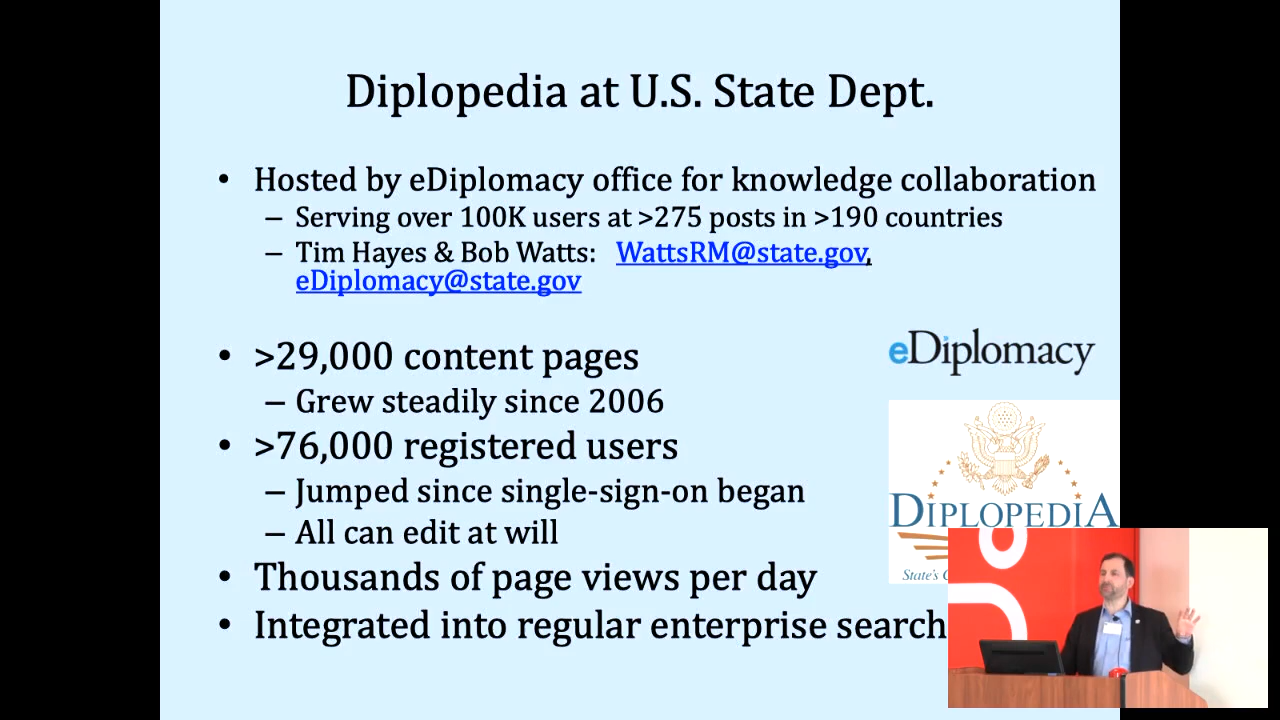 Diplopedia at U.S. State Dept.
• Hosted by eDiplomacy office for knowledge collaboration
– Serving over 100K users at >275 posts in >190 countries
– Tim Hayes & Bob Watts: WattsRM@state.gov,
eDiplomacy@state.gov
• >29,000 content pages
– Grew steadily since 2006
• >76,000 registered users
– Jumped since single-sign-on began
– All can edit at will
• Thousands of page views per day
• Integrated into regular enterprise search
eDiplomacy
DIPLOPEDIA
State's